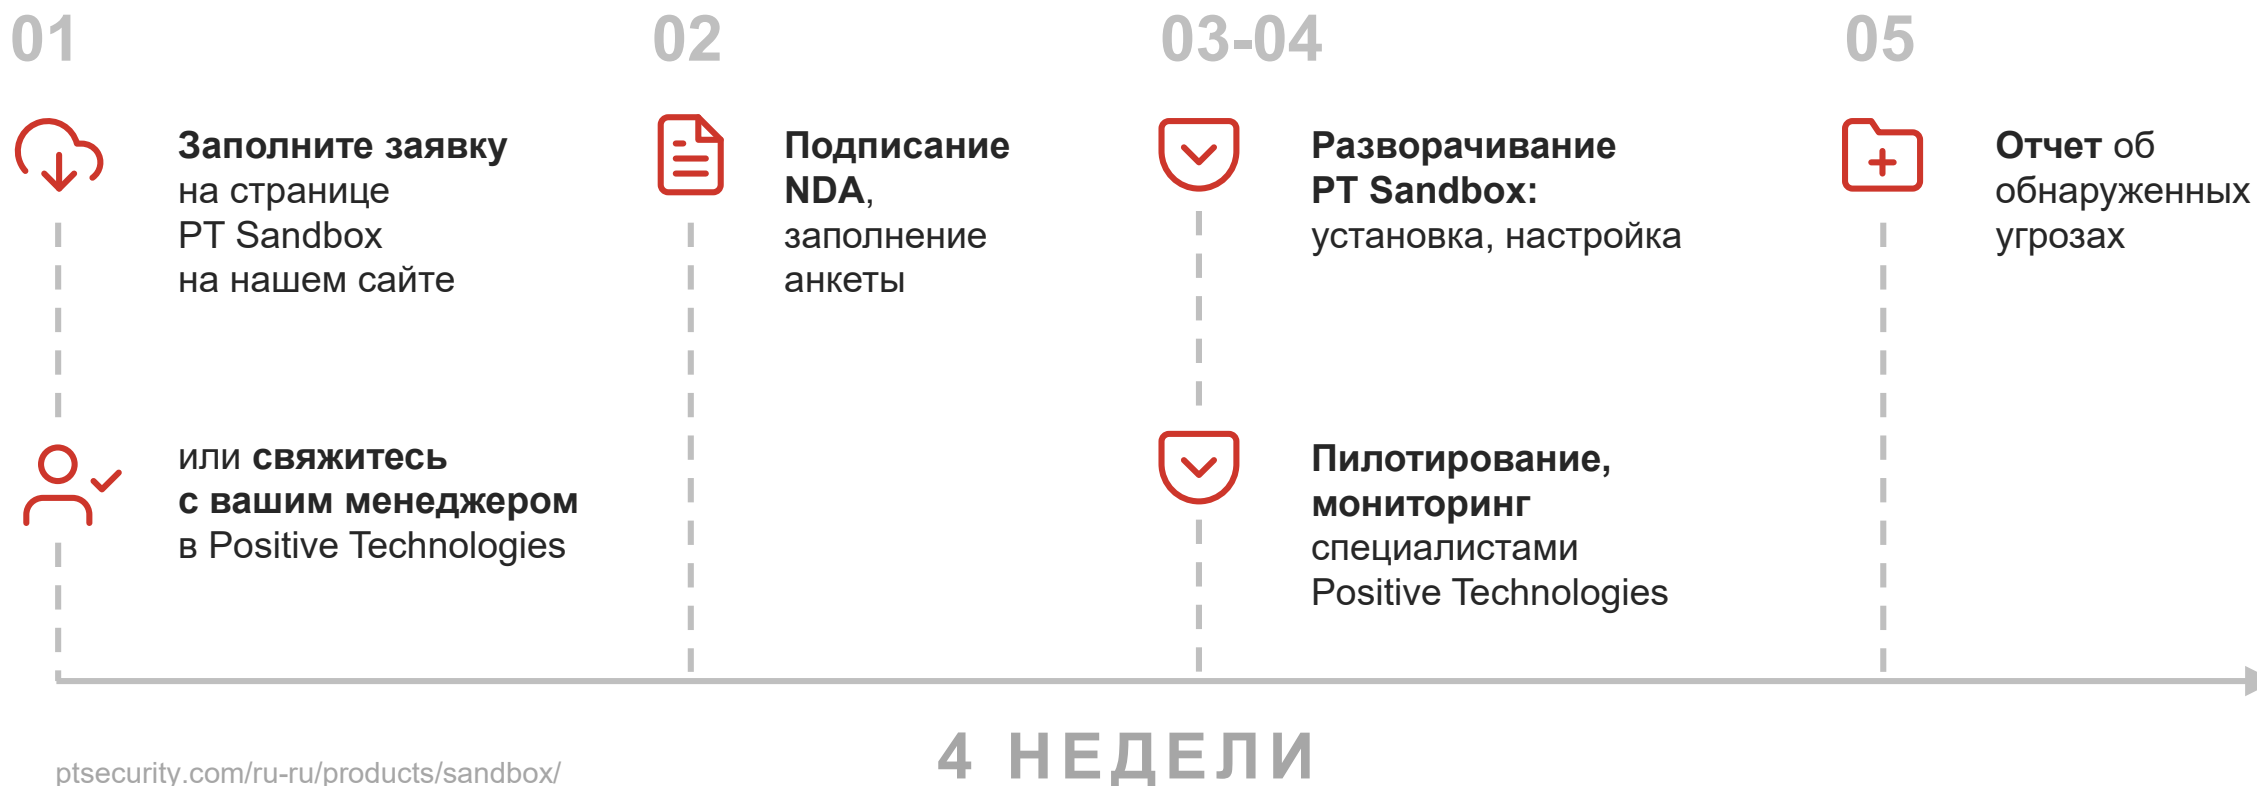 01
Заполните заявку
на странице
PT Sandbox
на нашем сайте
или свяжитесь
с вашим менеджером
в Positive Technologies
02
Подписание
NDA,
заполнение
анкеты
03-04
Разворачивание
PT Sandbox:
установка, настройка
Пилотирование,
мониторинг
специалистами
Positive Technologies
05
Отчет об
обнаруженных
угрозах
4 НЕДЕЛИ
ptsecurity.com/ru-ru/products/sandbox/